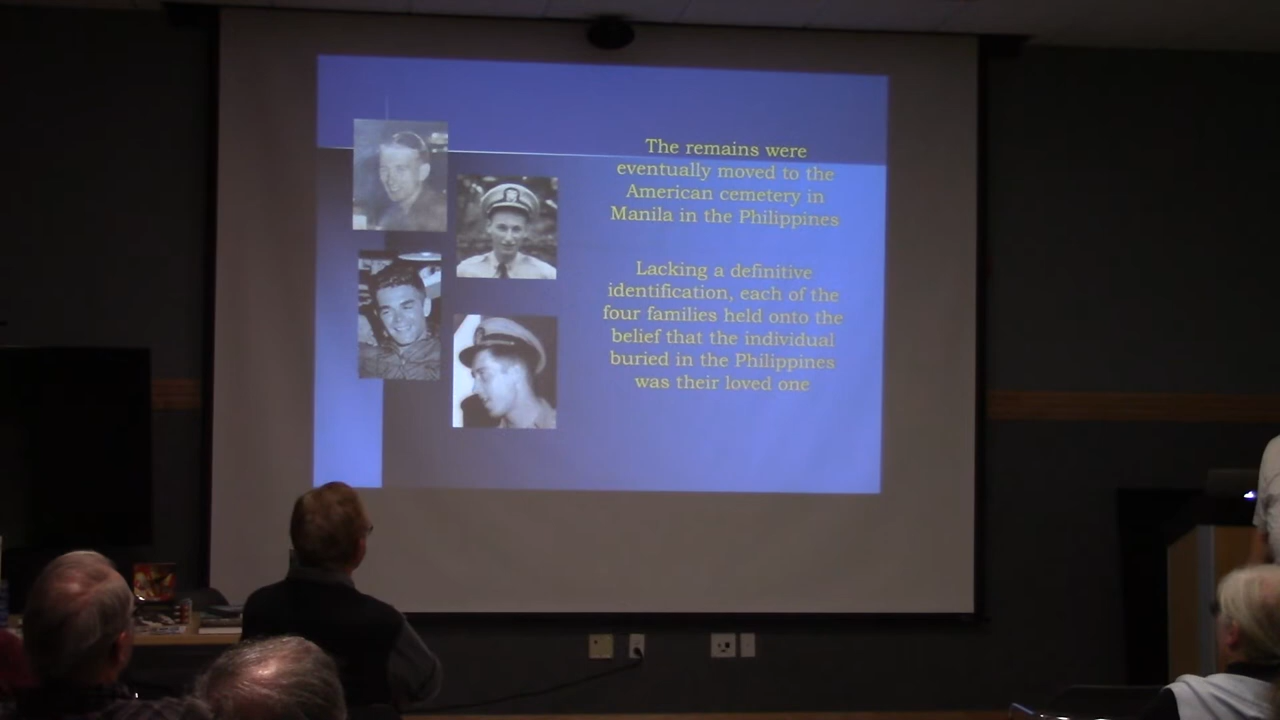 The remains were
eventually moved to the
American cemetery in
Manila in the Philippines
Lacking a definitive
identification, each of the
four families held onto the
belief that the individual
buried in the Philippines
was their loved one